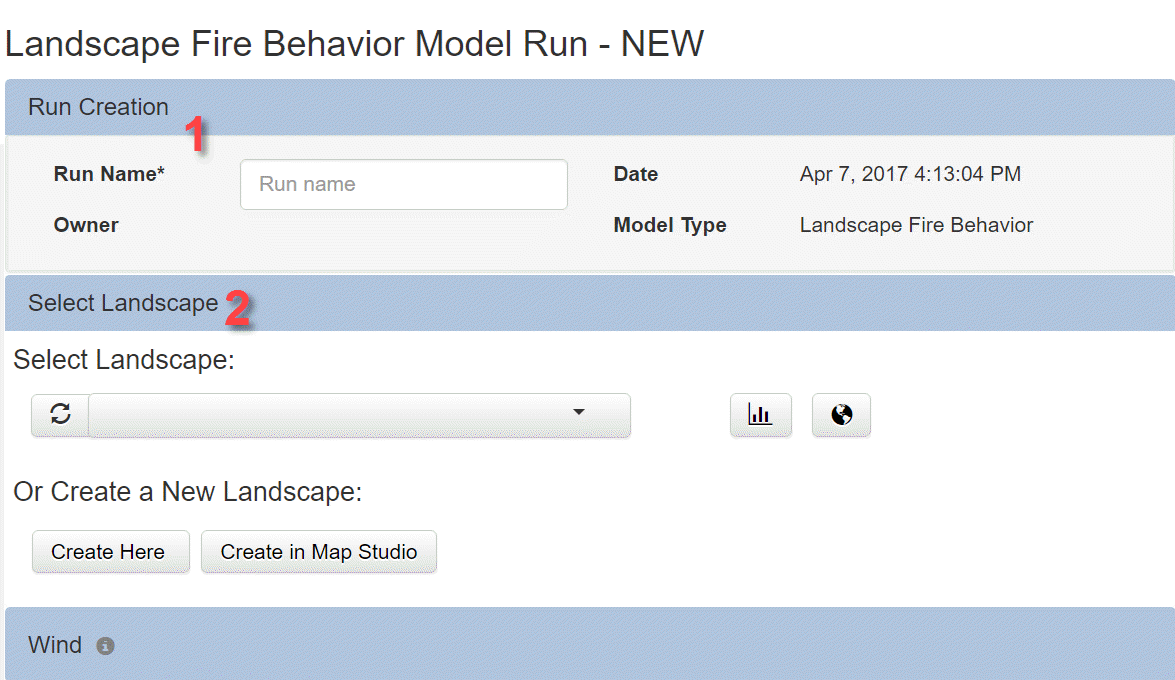 Landscape Fire Behavior Model Run - NEW
Run Creation
1
Run Name* Run name Date Apr 7, 2017 4:13:04 PM
Owner Model Type Landscape Fire Behavior
Select Landscape 2
Select Landscape:
Or Create a New Landscape:
Create Here Create in Map Studio
Wind i